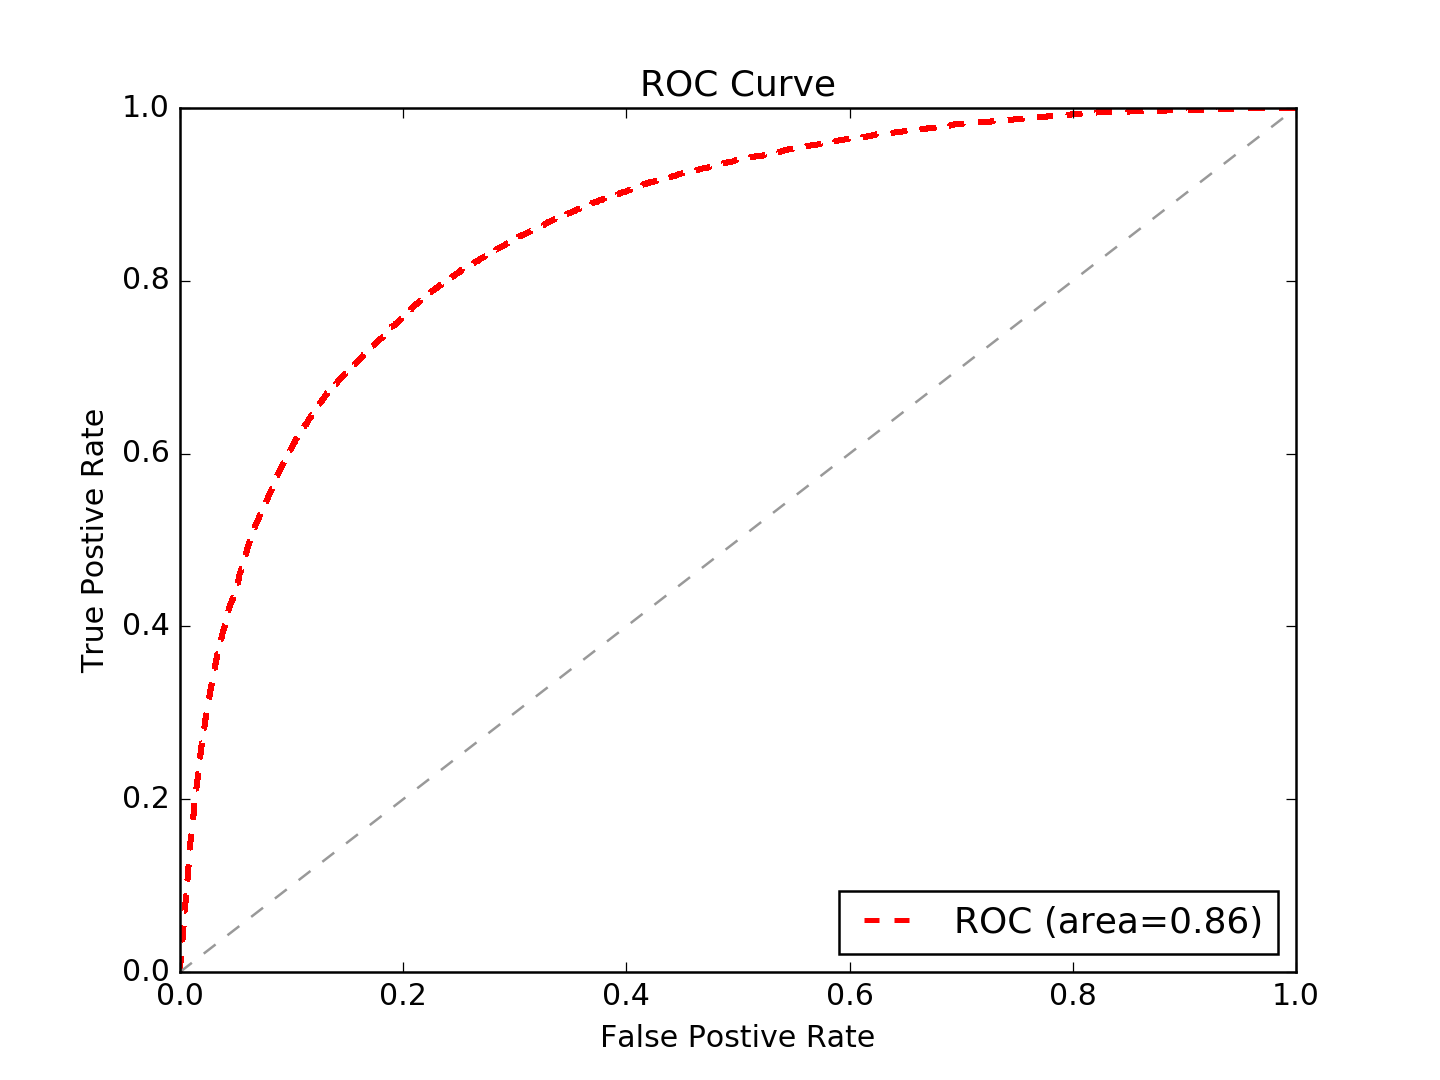 ROC Curve
1.0
0.8
0.6
0.4
0.2
0.0
True Postive Rate
0.0 0.2 0.4 0.6 0.8 1.0
False Postive Rate
ROC (area=0.86)